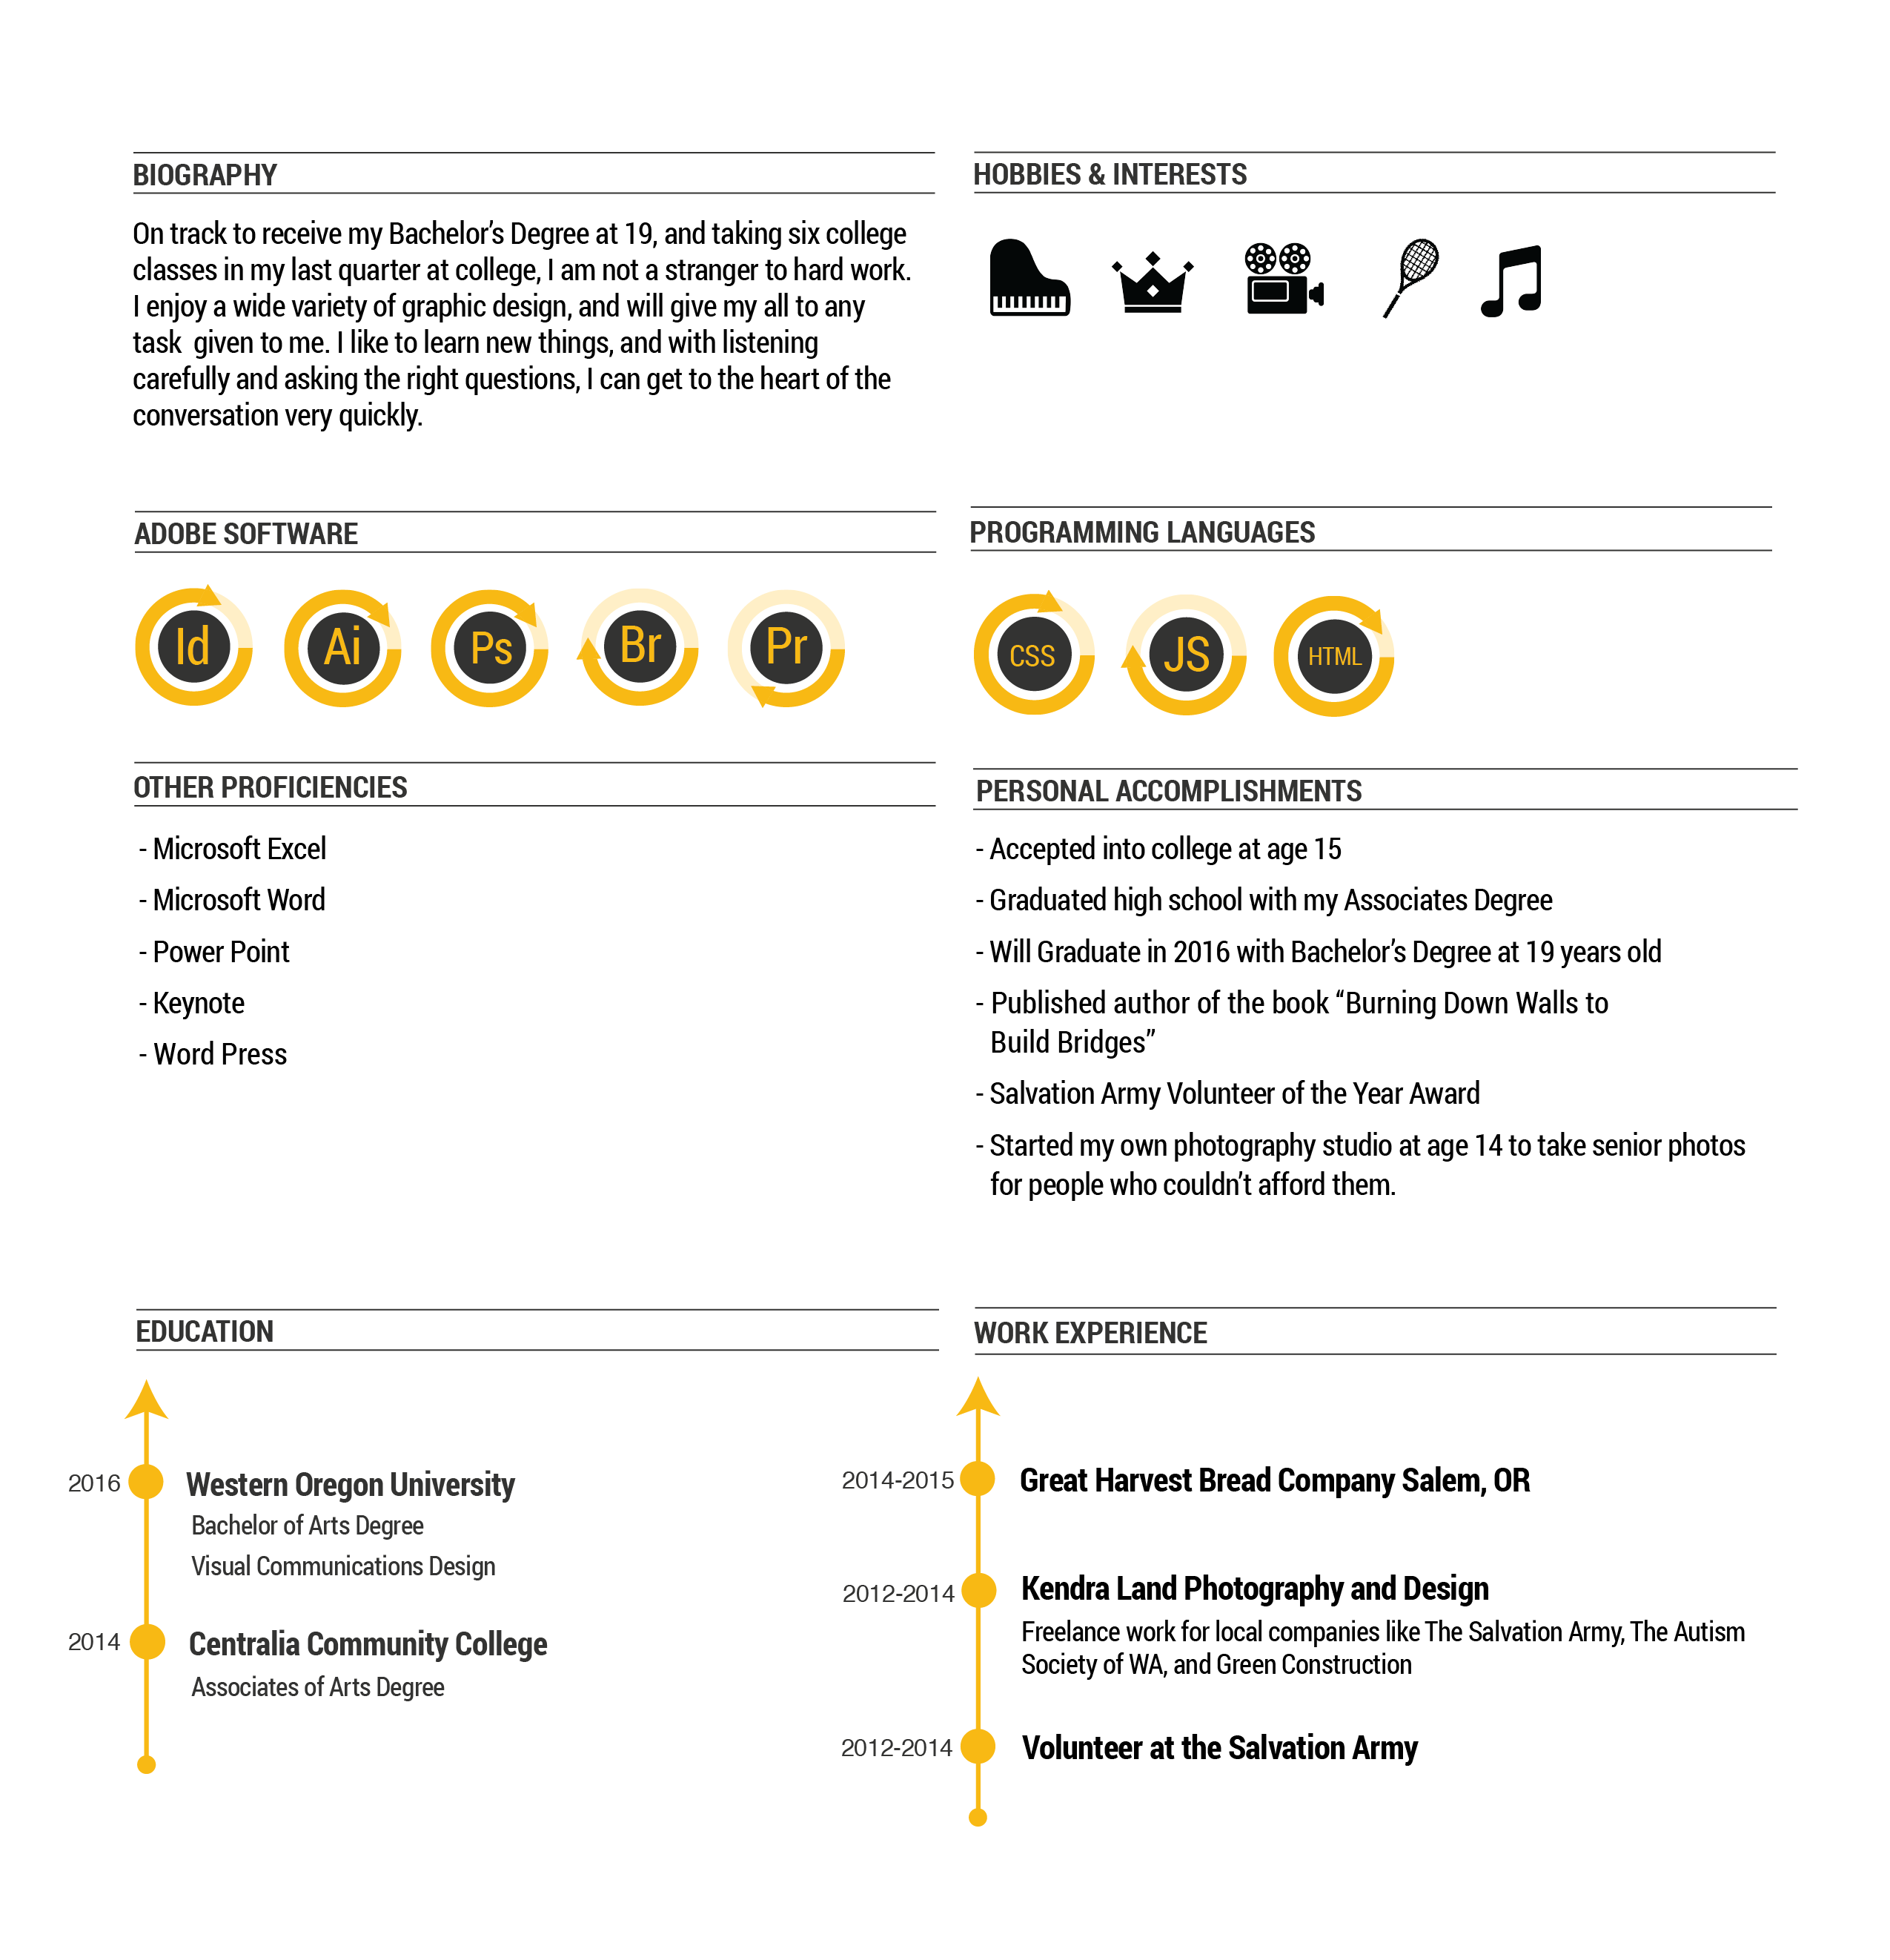 BIOGRAPHY
On track to receive my Bachelor’s Degree at 19, and taking six college
classes in my last quarter at college, I am not a stranger to hard work.
I enjoy a wide variety of graphic design, and will give my all to any
task  given to me. I like to learn new things, and with listening
carefully and asking the right questions, I can get to the heart of the
conversation very quickly.
HOBBIES & INTERESTS
ADOBE SOFTWARE
Id Ai Ps Br Pr
PROGRAMMING LANGUAGES
CSS JS HTML
OTHER PROFICIENCIES
- Microsoft Excel
- Microsoft Word
- Power Point
- Keynote
- Word Press
PERSONAL ACCOMPLISHMENTS
- Accepted into college at age 15
- Graduated high school with my Associates Degree
- Will Graduate in 2016 with Bachelor’s Degree at 19 years old
- Published author of the book “Burning Down Walls to
Build Bridges”
- Salvation Army Volunteer of the Year Award
- Started my own photography studio at age 14 to take senior photos
for people who couldn’t afford them.
EDUCATION
2016 Western Oregon University
Bachelor of Arts Degree
Visual Communications Design
2014 Centralia Community College
Associates of Arts Degree
WORK EXPERIENCE
2014-2015 Great Harvest Bread Company Salem, OR
2012-2014 Kendra Land Photography and Design
Freelance work for local companies like The Salvation Army, The Autism
Society of WA, and Green Construction
2012-2014 Volunteer at the Salvation Army